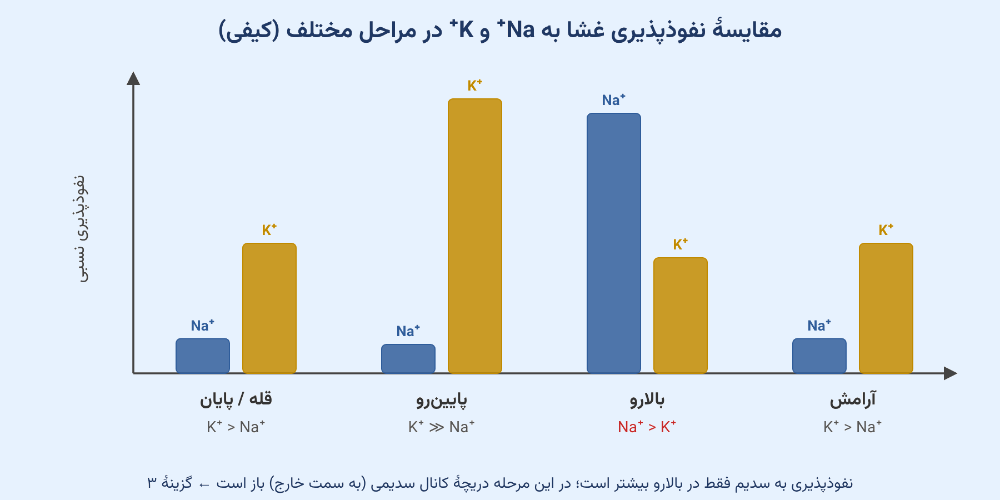 مقایسهٔ نفوذپذیری غشا به Na⁺ و K⁺ در مراحل مختلف (کیفی)
نفوذپذیری نسبی
K⁺
Na⁺
K⁺
Na⁺
K⁺
Na⁺
K⁺
Na⁺
آرامش
بالارو
پایین‌رو
قله / پایان
K⁺ > Na⁺
Na⁺ > K⁺
K⁺ ≫ Na⁺
K⁺ > Na⁺
نفوذپذیری به سدیم فقط در بالارو بیشتر است؛ در این مرحله دریچهٔ کانال سدیمی (به سمت خارج) باز است ← گزینهٔ ۳